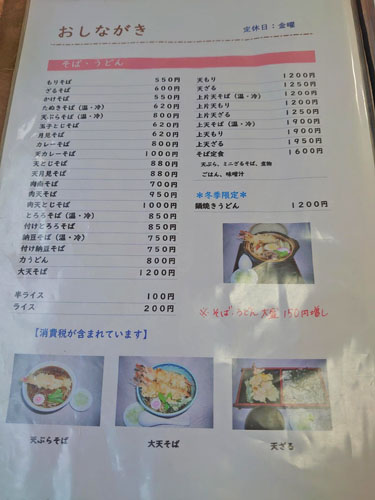 おしながき
定休日：金曜
そば・うどん
もりそば 550円
ざるそば 600円
かけそば 550円
たぬきそば（温・冷） 620円
天ぷらそば（温・冷） 800円
玉子とじそば 620円
月見そば 620円
カレーそば 800円
天カレーそば 1000円
天とじそば 880円
天月見そば 880円
肉南そば 700円
肉天そば 950円
肉天とじそば 1000円
とろろそば（温・冷） 850円
付けとろろそば 850円
納豆そば（温・冷） 750円
付け納豆そば 750円
力うどん 800円
大天そば 1200円
半ライス 100円
ライス 200円
天もり 1200円
天ざる 1250円
上片天そば（温・冷） 1200円
上片天もり 1200円
上片天ざる 1250円
上天そば（温・冷） 1900円
上天もり 1900円
上天ざる 1950円
そば定食 1600円
天ぷら、ミニざるそば、煮物
ごはん、味噌汁
＊冬季限定＊
鍋焼きうどん 1200円
※そば・うどん大盛 150円増し
【消費税が含まれています】
天ぷらそば
大天そば
天ざる